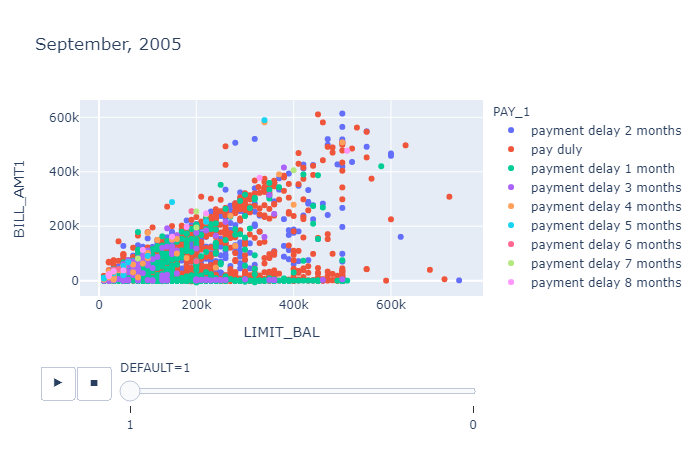 September, 2005
PAY_1
payment delay 2 months
pay duly
payment delay 1 month
payment delay 3 months
payment delay 4 months
payment delay 5 months
payment delay 6 months
payment delay 7 months
payment delay 8 months
BILL_AMT1
600k
400k
200k
0
0
200k
400k
600k
LIMIT_BAL
DEFAULT=1
1
0